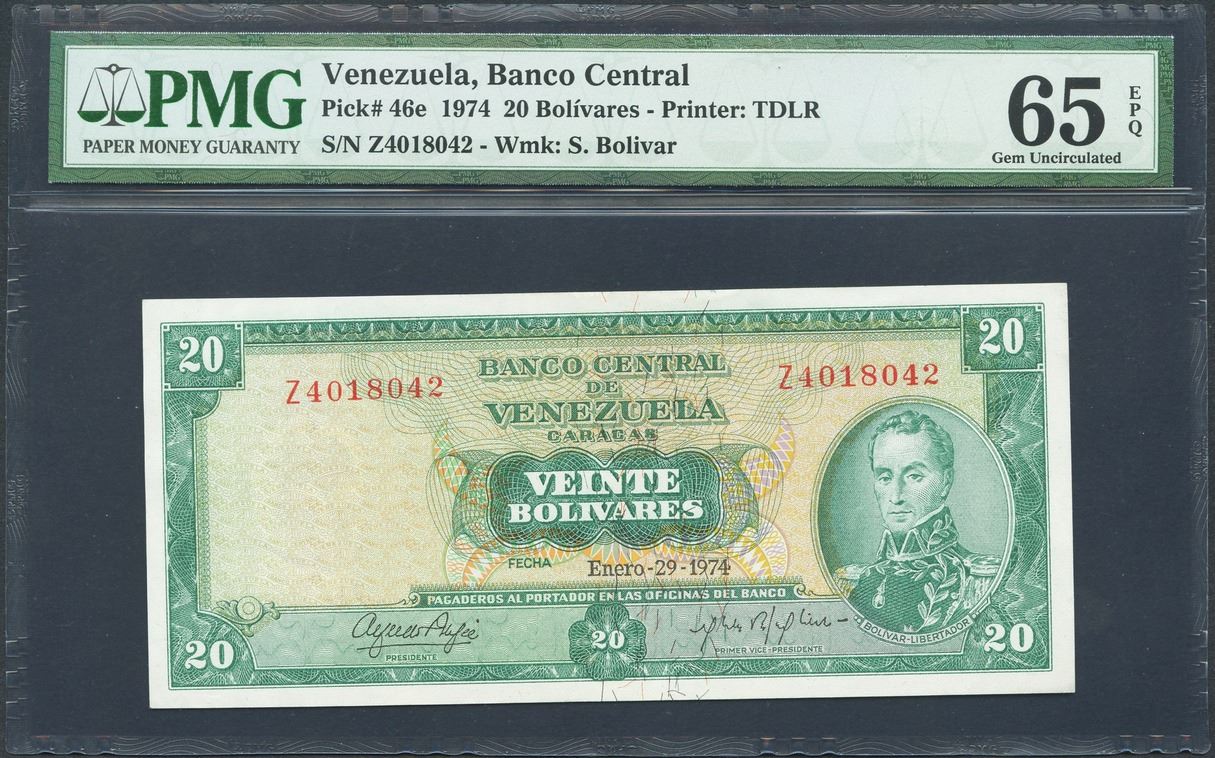 PMG
PAPER MONEY GUARANTY
Venezuela, Banco Central
Pick# 46e 1974 20 Bolívares - Printer: TDLR
S/N Z4018042 - Wmk: S. Bolivar
65
EPQ
Gem Uncirculated
20
20
BANCO CENTRAL
Z4018042
Z4018042
DE
VENEZUELA
CARACAS
VEINTE
BOLIVARES
FECHA Enero-29-1974
PAGADEROS AL PORTADOR EN LAS OFICINAS DEL BANCO
BOLIVAR-LIBERTADOR
20
20
20
PRESIDENTE
PRIMER VICE-PRESIDENTE